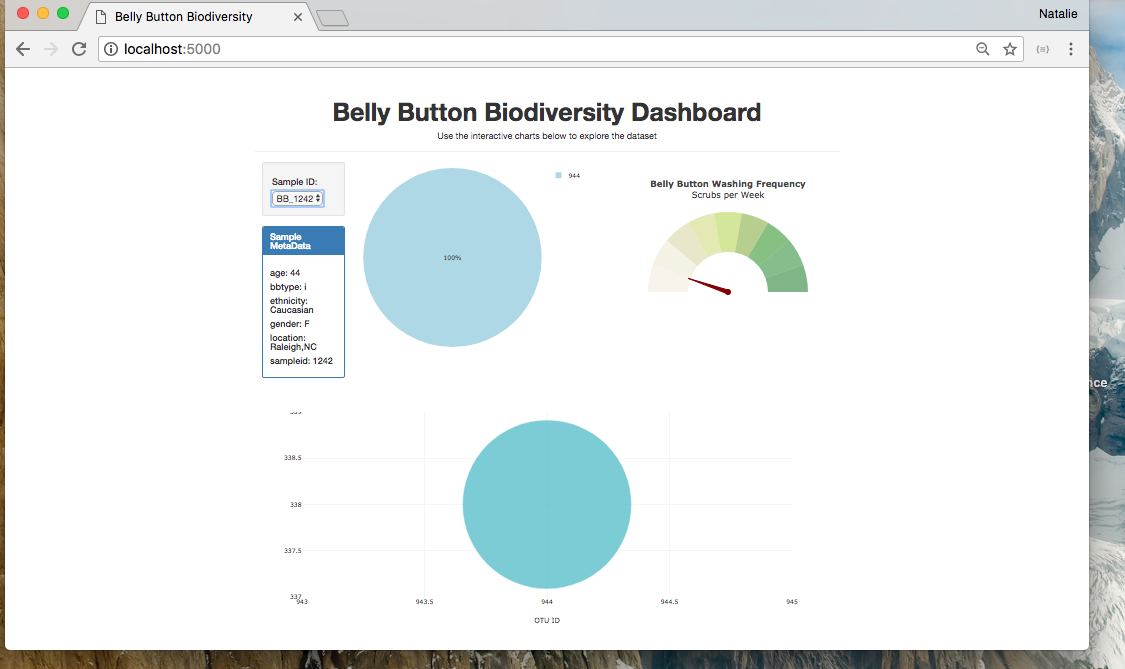 Belly Button Biodiversity
Natalie
localhost:5000
Belly Button Biodiversity Dashboard
Use the interactive charts below to explore the dataset
Sample ID:
BB_1242
Sample
MetaData
age: 44
bbtype: i
ethnicity:
Caucasian
gender: F
location:
Raleigh,NC
sampleid: 1242
100%
944
Belly Button Washing Frequency
Scrubs per Week
338.5
338
337.5
337
943
943.5
944
944.5
945
OTU ID